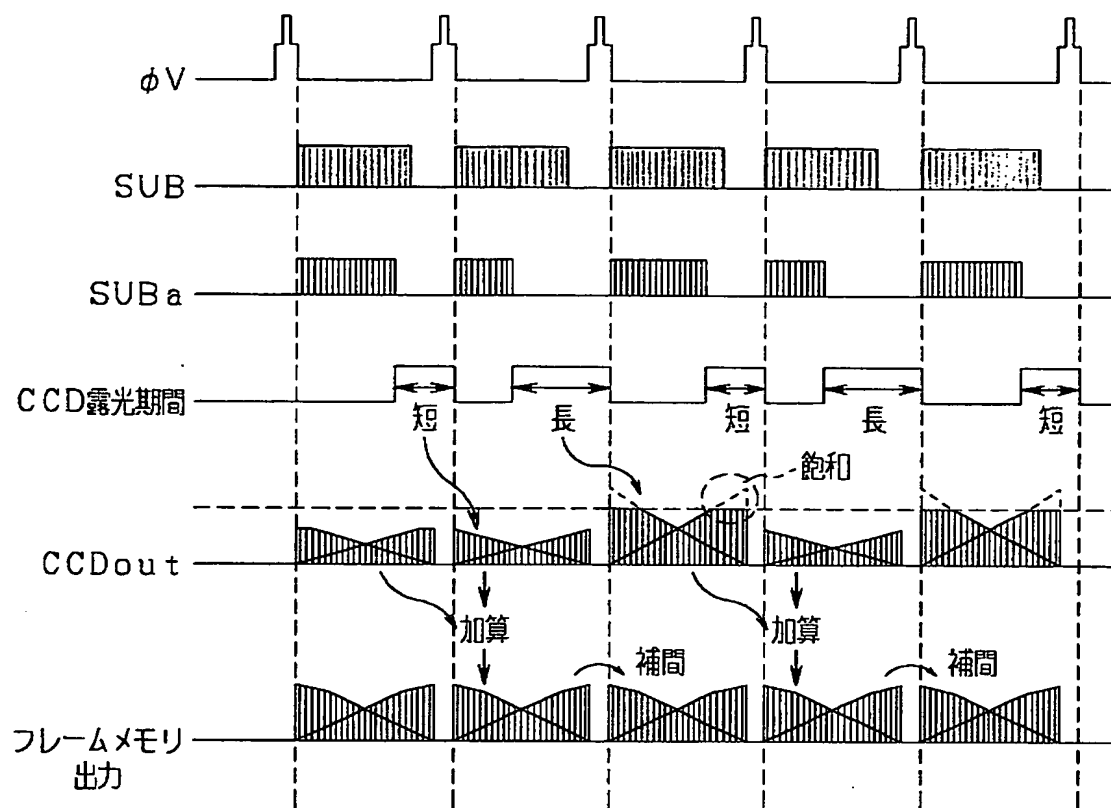 φV
SUB
SUBa
CCD露光期間
短
長
短
長
短
飽和
CCDout
加算
加算
補間
補間
フレームメモリ
出力